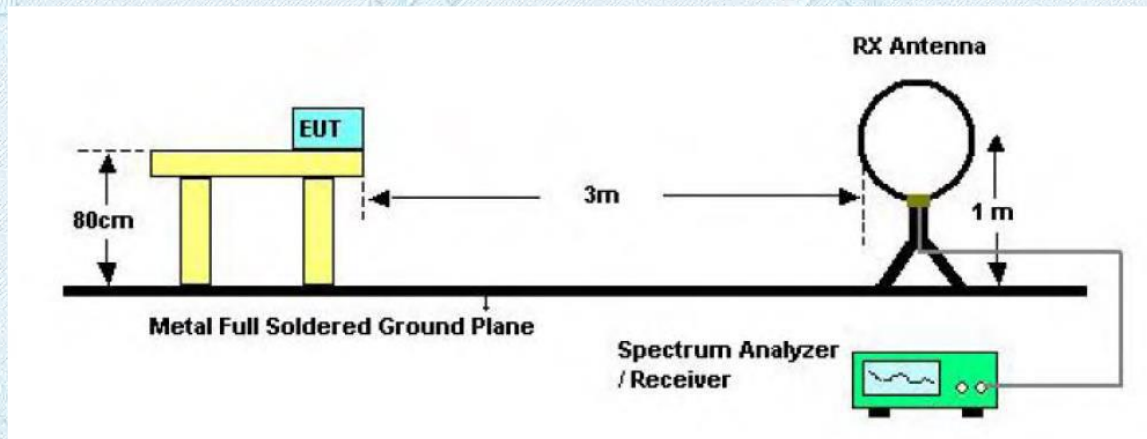 RX Antenna
EUT
3m
80cm
1 m
Metal Full Soldered Ground Plane
Spectrum Analyzer
/ Receiver